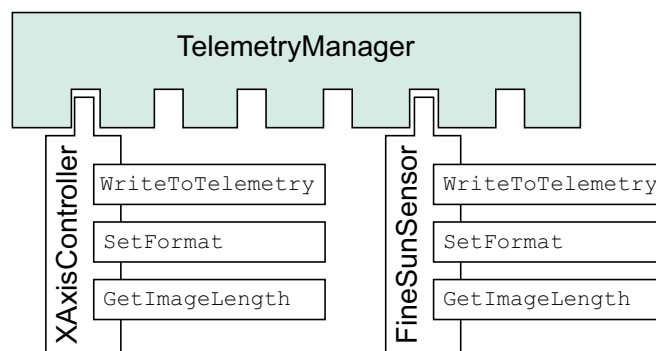 TelemetryManager
XAxisController
WriteToTelemetry
SetFormat
GetImageLength
FineSunSensor
WriteToTelemetry
SetFormat
GetImageLength